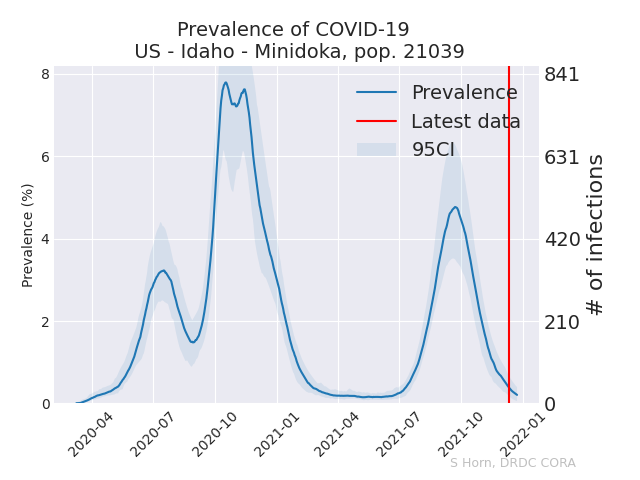 Prevalence of COVID-19
US - Idaho - Minidoka, pop. 21039
Prevalence (%)
8
6
4
2
0
841
631
420
210
0
# of infections
Prevalence
Latest data
95CI
2020-04
2020-07
2020-10
2021-01
2021-04
2021-07
2021-10
2022-01
S Horn, DRDC CORA